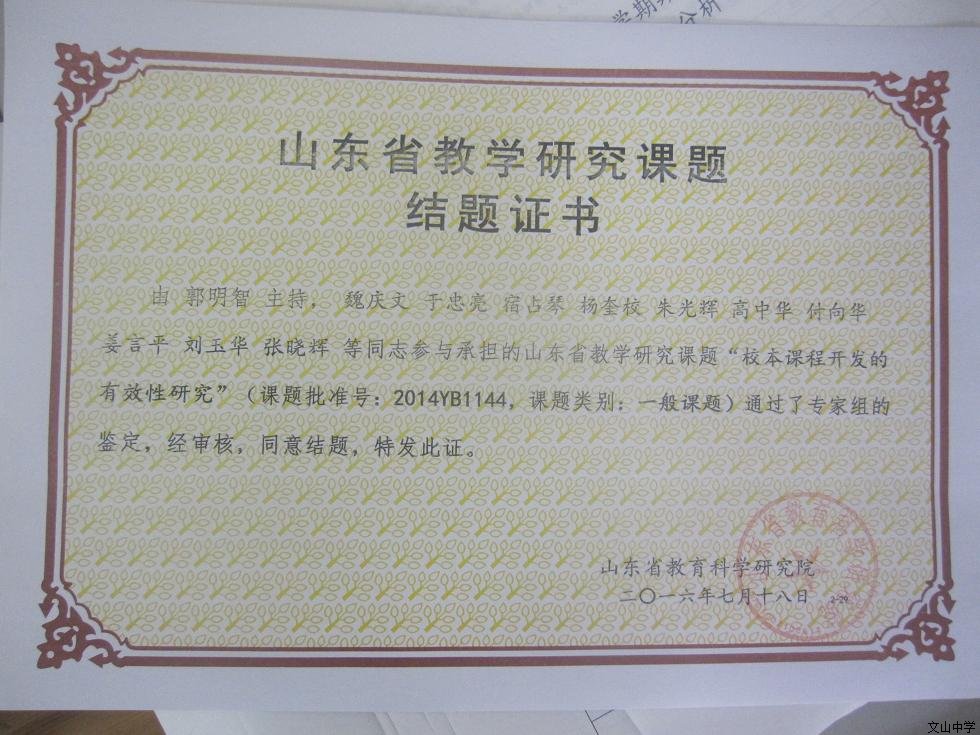 学期
分析
山东省教学研究课题
结题证书
由 郭明智 主持， 魏庆文 于忠亮 宿占琴 杨奎校 朱光辉 高中华 付向华
姜言平 刘玉华 张晓辉 等同志参与承担的山东省教学研究课题“校本课程开发的
有效性研究”（课题批准号：2014YB1144，课题类别：一般课题）通过了专家组的
鉴定，经审核，同意结题，特发此证。
山东省教育科学研究院
二〇一六年七月十八日
2-29
文山中学